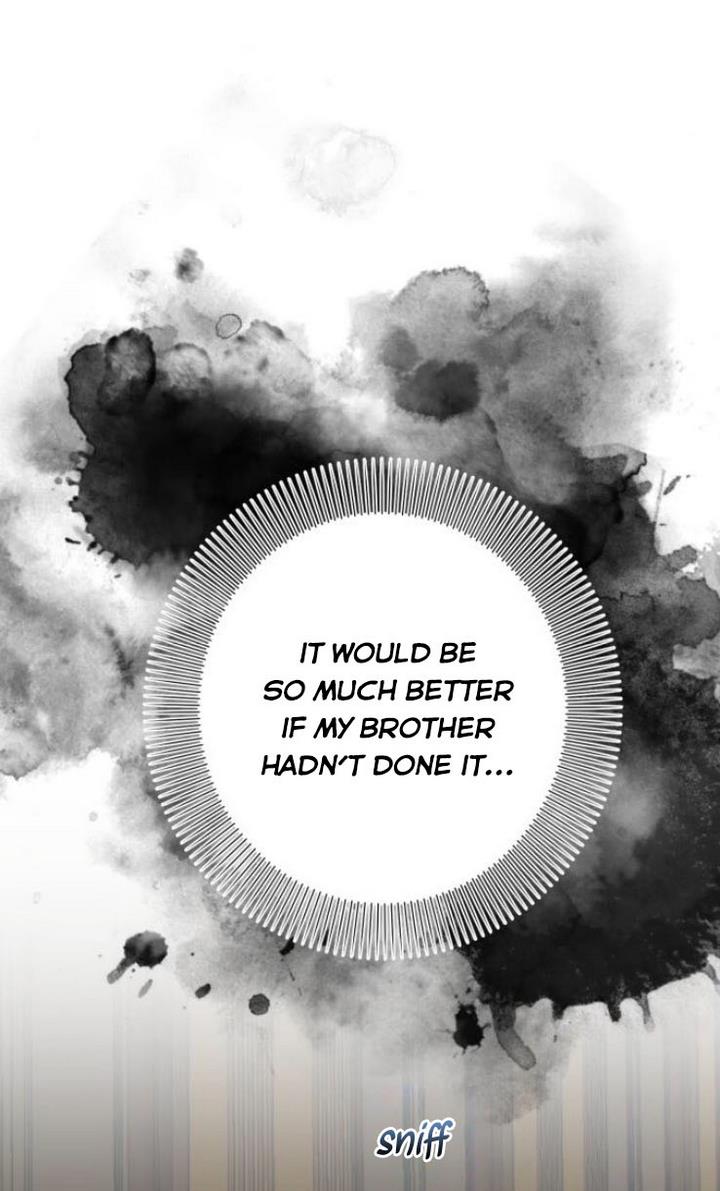 IT WOULD BE
SO MUCH BETTER
IF MY BROTHER
HADN'T DONE IT...
sniff